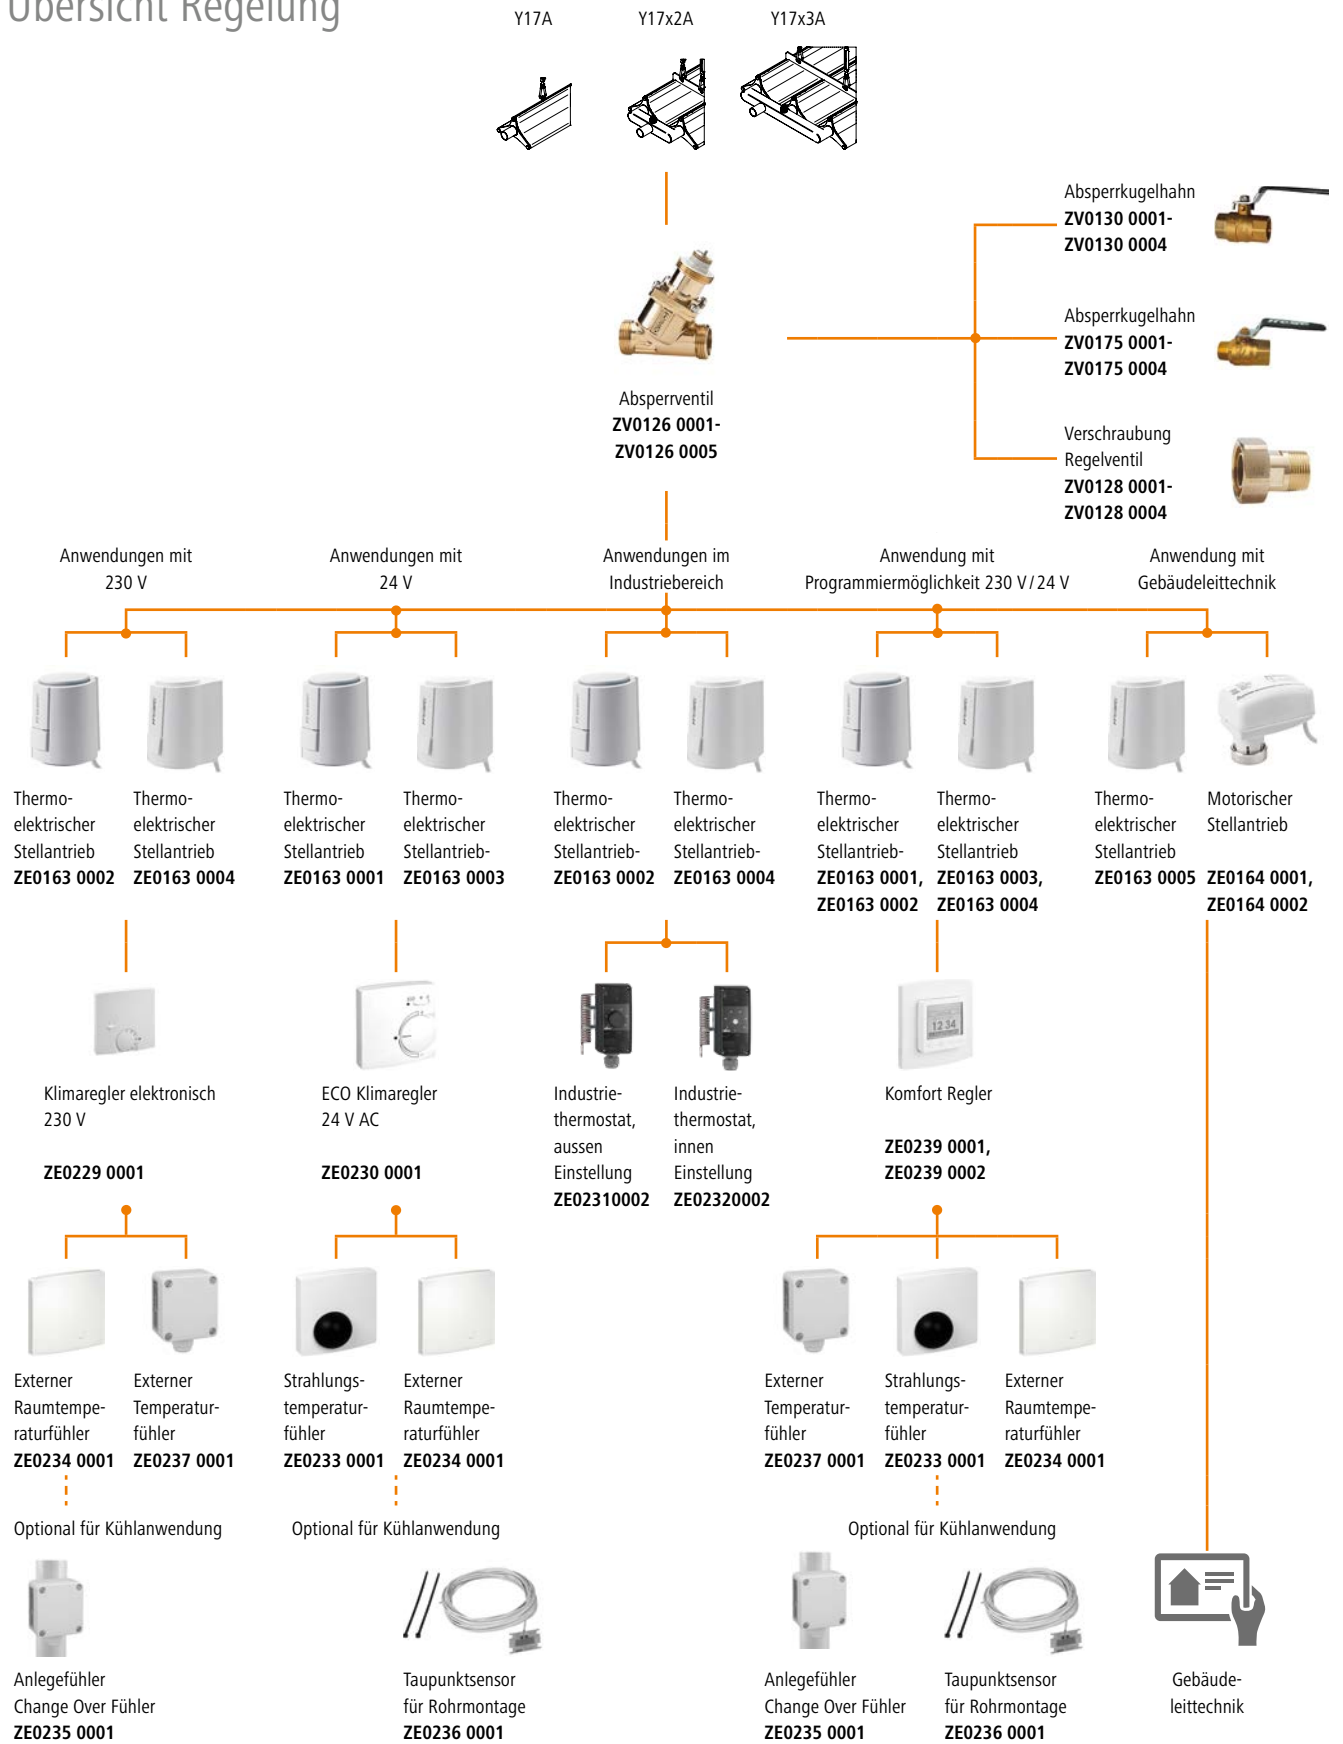 Übersicht Regelung
Y17A
Y17x2A
Y17x3A
Absperrkugelhahn
ZV0130 0001-
ZV0130 0004
Absperrkugelhahn
ZV0175 0001-
ZV0175 0004
Verschraubung
Regelventil
ZV0128 0001-
ZV0128 0004
Absperrventil
ZV0126 0001-
ZV0126 0005
Anwendungen mit
230 V
Anwendungen mit
24 V
Anwendungen im
Industriebereich
Anwendung mit
Programmiermöglichkeit 230 V / 24 V
Anwendung mit
Gebäudeleittechnik
Thermo-
elektrischer
Stellantrieb
ZE0163 0002
Thermo-
elektrischer
Stellantrieb
ZE0163 0004
Thermo-
elektrischer
Stellantrieb
ZE0163 0001
Thermo-
elektrischer
Stellantrieb-
ZE0163 0003
Thermo-
elektrischer
Stellantrieb-
ZE0163 0002
Thermo-
elektrischer
Stellantrieb-
ZE0163 0004
Thermo-
elektrischer
Stellantrieb-
ZE0163 0001,
ZE0163 0002
Thermo-
elektrischer
Stellantrieb
ZE0163 0003,
ZE0163 0004
Thermo-
elektrischer
Stellantrieb
ZE0163 0005
Motorischer
Stellantrieb
ZE0164 0001,
ZE0164 0002
12 34
Klimaregler elektronisch
230 V
ZE0229 0001
ECO Klimaregler
24 V AC
ZE0230 0001
Industrie-
thermostat,
aussen
Einstellung
ZE02310002
Industrie-
thermostat,
innen
Einstellung
ZE02320002
Komfort Regler
ZE0239 0001,
ZE0239 0002
Externer
Raumtempe-
raturfühler
ZE0234 0001
Externer
Temperatur-
fühler
ZE0237 0001
Strahlungs-
temperatur-
fühler
ZE0233 0001
Externer
Raumtempe-
raturfühler
ZE0234 0001
Externer
Temperatur-
fühler
ZE0237 0001
Strahlungs-
temperatur-
fühler
ZE0233 0001
Externer
Raumtempe-
raturfühler
ZE0234 0001
Optional für Kühlanwendung
Optional für Kühlanwendung
Optional für Kühlanwendung
Anlegefühler
Change Over Fühler
ZE0235 0001
Taupunktsensor
für Rohrmontage
ZE0236 0001
Anlegefühler
Change Over Fühler
ZE0235 0001
Taupunktsensor
für Rohrmontage
ZE0236 0001
Gebäude-
leittechnik